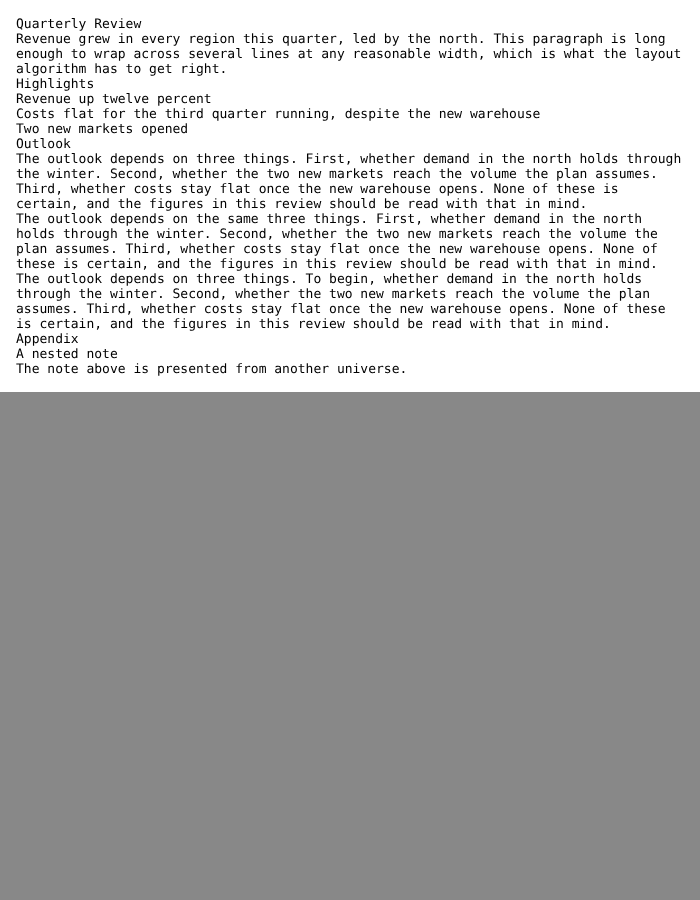 Quarterly Review
Revenue grew in every region this quarter, led by the north. This paragraph is long
enough to wrap across several lines at any reasonable width, which is what the layout
algorithm has to get right.
Highlights
Revenue up twelve percent
Costs flat for the third quarter running, despite the new warehouse
Two new markets opened
Outlook
The outlook depends on three things. First, whether demand in the north holds through
the winter. Second, whether the two new markets reach the volume the plan assumes.
Third, whether costs stay flat once the new warehouse opens. None of these is
certain, and the figures in this review should be read with that in mind.
The outlook depends on the same three things. First, whether demand in the north
holds through the winter. Second, whether the two new markets reach the volume the
plan assumes. Third, whether costs stay flat once the new warehouse opens. None of
these is certain, and the figures in this review should be read with that in mind.
The outlook depends on three things. To begin, whether demand in the north holds
through the winter. Second, whether the two new markets reach the volume the plan
assumes. Third, whether costs stay flat once the new warehouse opens. None of these
is certain, and the figures in this review should be read with that in mind.
Appendix
A nested note
The note above is presented from another universe.